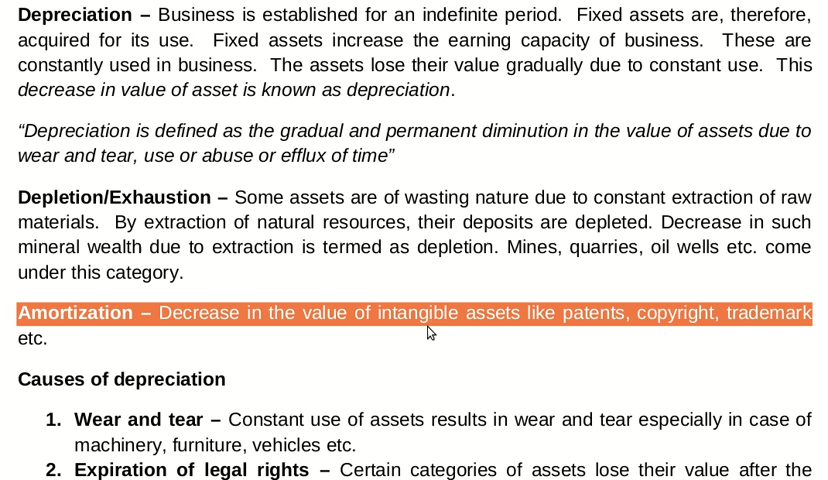 Depreciation – Business is established for an indefinite period. Fixed assets are, therefore,
acquired for its use. Fixed assets increase the earning capacity of business. These are
constantly used in business. The assets lose their value gradually due to constant use. This
decrease in value of asset is known as depreciation.
“Depreciation is defined as the gradual and permanent diminution in the value of assets due to
wear and tear, use or abuse or efflux of time”
Depletion/Exhaustion – Some assets are of wasting nature due to constant extraction of raw
materials. By extraction of natural resources, their deposits are depleted. Decrease in such
mineral wealth due to extraction is termed as depletion. Mines, quarries, oil wells etc. come
under this category.
Amortization – Decrease in the value of intangible assets like patents, copyright, trademark
etc.
Causes of depreciation
1. Wear and tear – Constant use of assets results in wear and tear especially in case of
machinery, furniture, vehicles etc.
2. Expiration of legal rights – Certain categories of assets lose their value after the